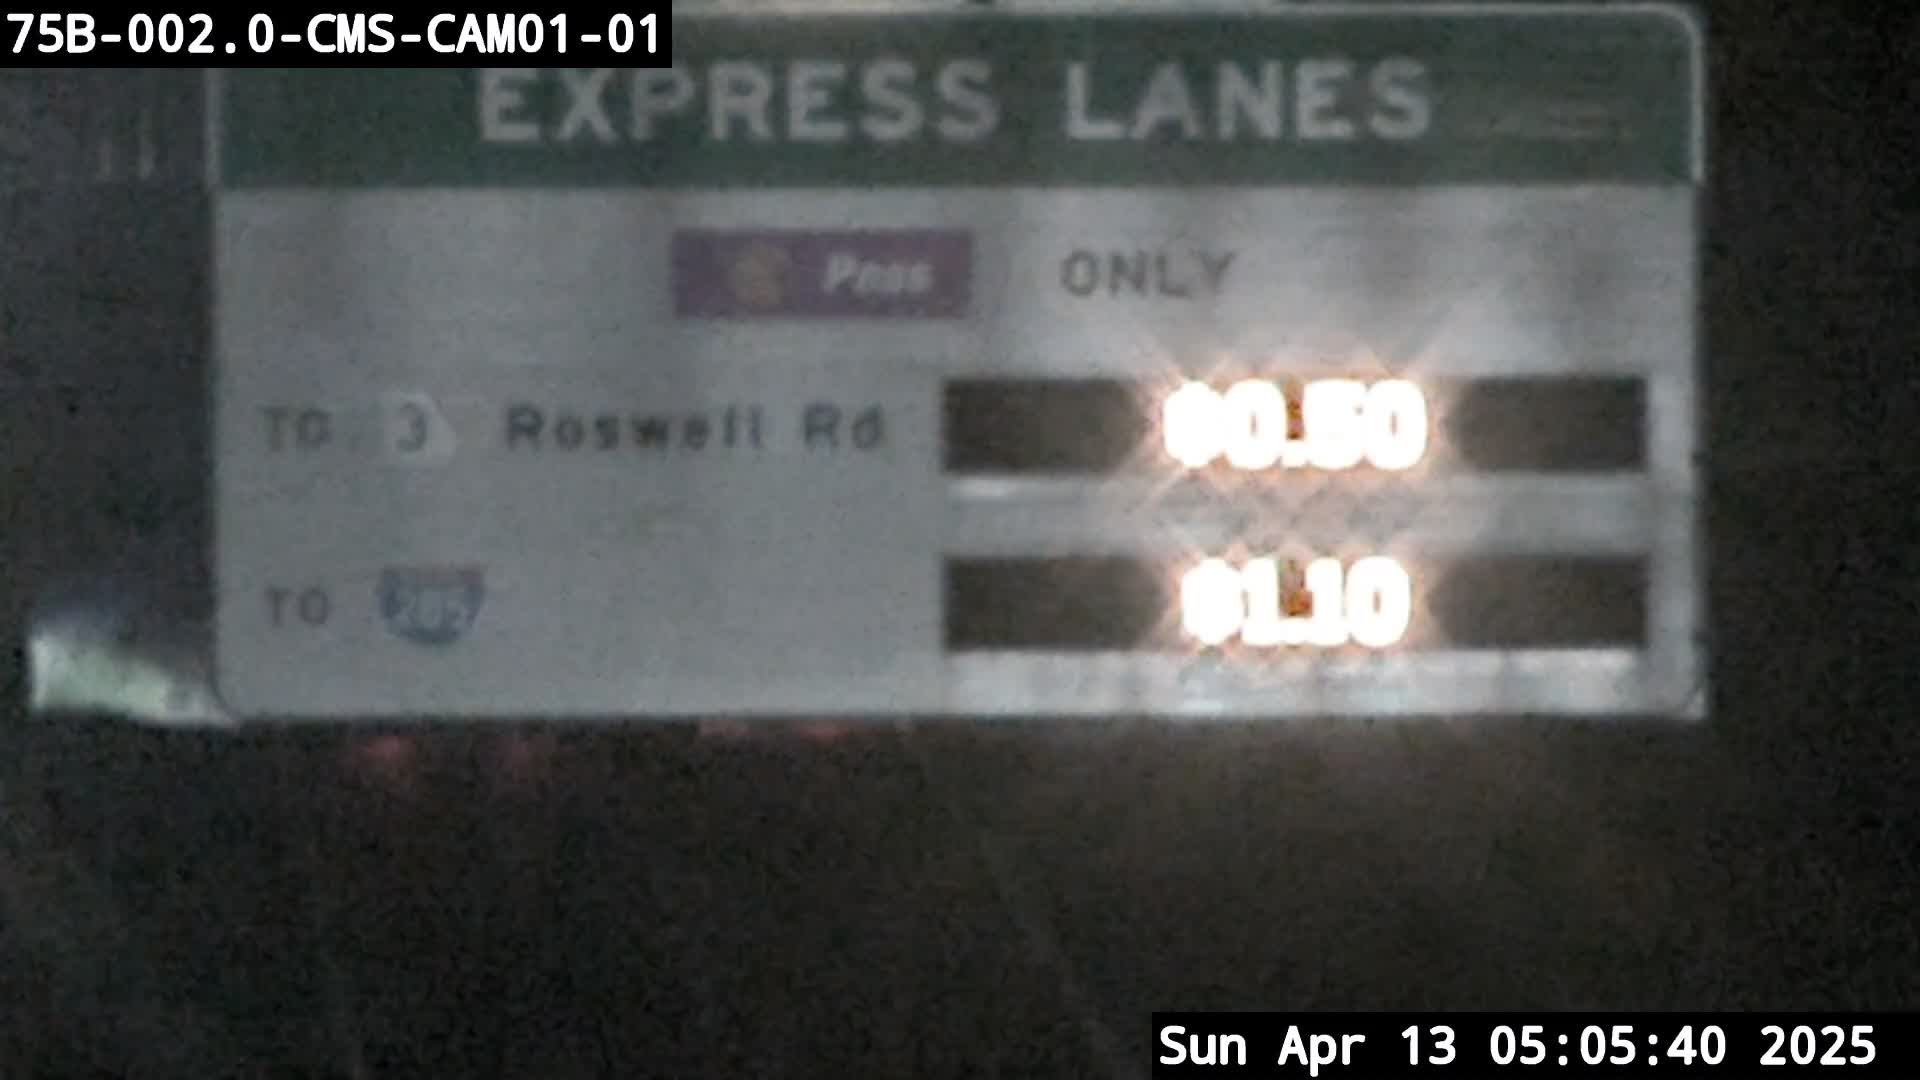 75B-002.0-CMS-CAM01-01
EXPRESS LANES
Pass ONLY
TO 3 Roswell Rd $0.50
TO 285 $1.10
Sun Apr 13 05:05:40 2025